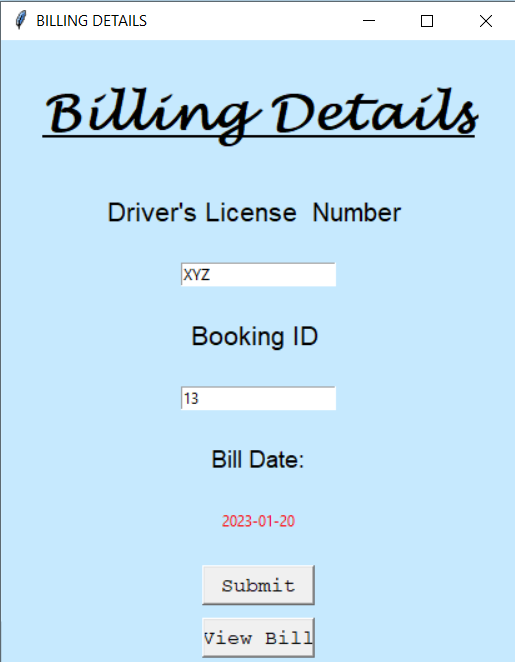 BILLING DETAILS
Billing Details
Driver's License  Number
XYZ
Booking ID
13
Bill Date:
2023-01-20
Submit
View Bill